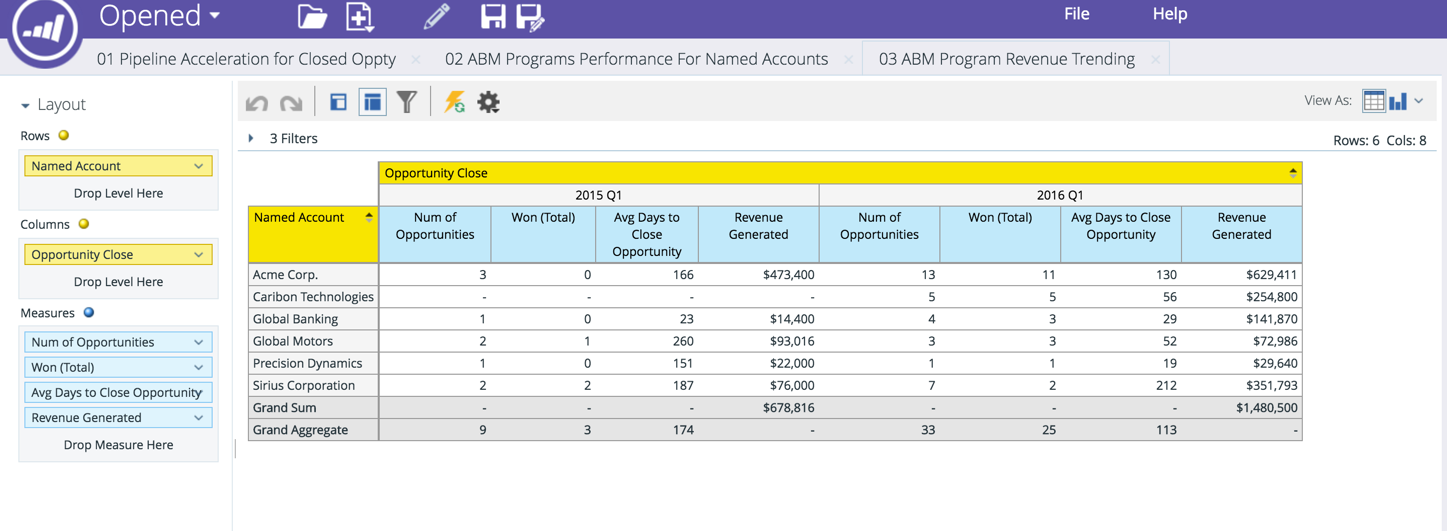 Opened
File Help
01 Pipeline Acceleration for Closed Oppty 02 ABM Programs Performance For Named Accounts 03 ABM Program Revenue Trending
Layout
Rows
Named Account
Drop Level Here
Columns
Opportunity Close
Drop Level Here
Measures
Num of Opportunities
Won (Total)
Avg Days to Close Opportunity
Revenue Generated
Drop Measure Here
View As:
3 Filters
Rows: 6 Cols: 8
Opportunity Close
2015 Q1 2016 Q1
Named Account Num of Won (Total) Avg Days to Revenue Num of Won (Total) Avg Days to Close Revenue
Opportunities Close Generated Opportunities Opportunity Generated
Opportunity
Acme Corp. 3 0 166 $473,400 13 11 130 $629,411
Caribon Technologies - - - - 5 5 56 $254,800
Global Banking 1 0 23 $14,400 4 3 29 $141,870
Global Motors 2 1 260 $93,016 3 3 52 $72,986
Precision Dynamics 1 0 151 $22,000 1 1 19 $29,640
Sirius Corporation 2 2 187 $76,000 7 2 212 $351,793
Grand Sum - - - $678,816 - - - $1,480,500
Grand Aggregate 9 3 174 - 33 25 113 -